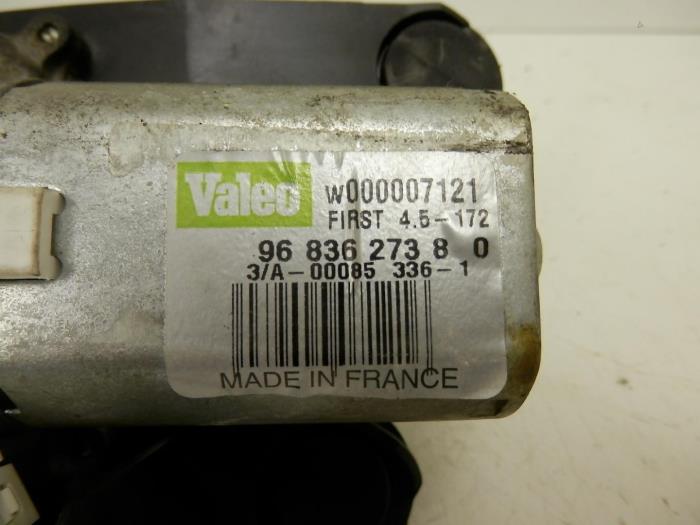 Valeo
W000007121
FIRST 4.5-172
96 836 273 8 0
3/A-00085 336-1
MADE IN FRANCE